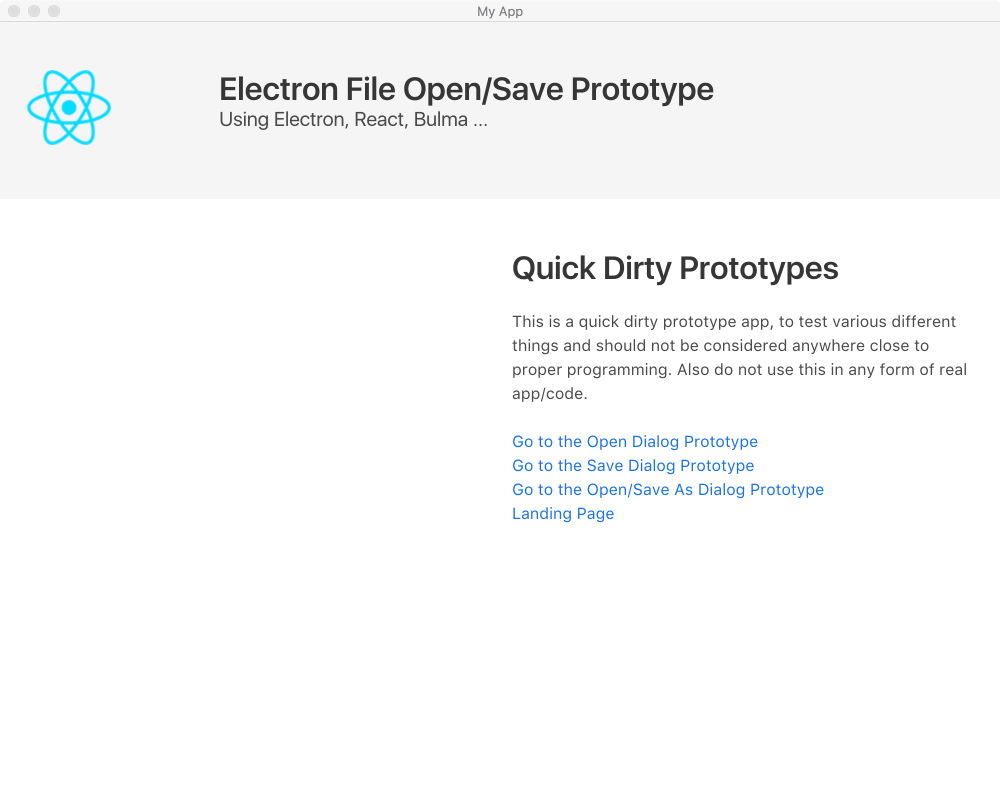 My App
Electron File Open/Save Prototype
Using Electron, React, Bulma ...
Quick Dirty Prototypes
This is a quick dirty prototype app, to test various different
things and should not be considered anywhere close to
proper programming. Also do not use this in any form of real
app/code.
Go to the Open Dialog Prototype
Go to the Save Dialog Prototype
Go to the Open/Save As Dialog Prototype
Landing Page